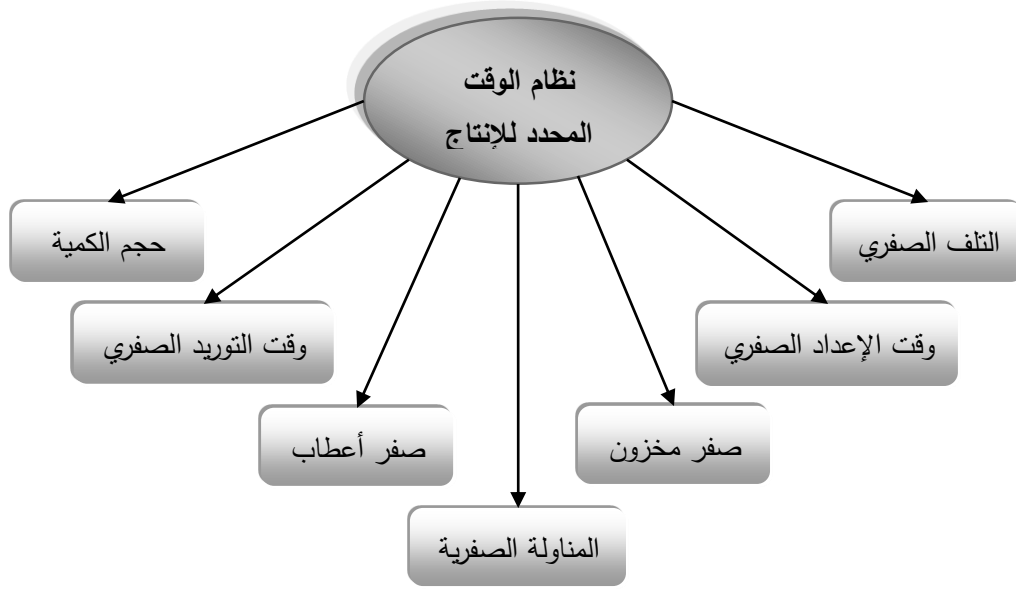 نظام الوقت
المحدد للإنتاج
التلف الصفري
حجم الكمية
وقت الإعداد الصفري
وقت التوريد الصفري
صفر مخزون
صفر أعطاب
المناولة الصفرية